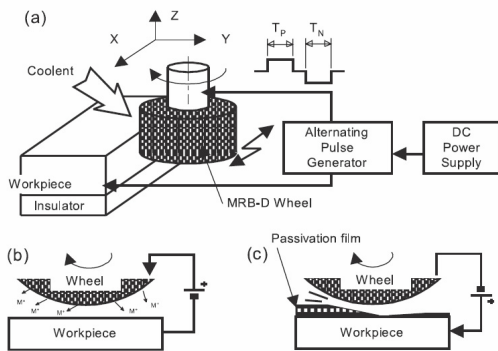 (a)
Z
X
Y
T_P
T_N
Coolent
Alternating
Pulse
Generator
DC
Power
Supply
Workpiece
Insulator
MRB-D Wheel
(b)
Wheel
M⁺ M⁺ M⁺ M⁺ M⁺
Workpiece
+
(c)
Passivation film
Wheel
Workpiece
+